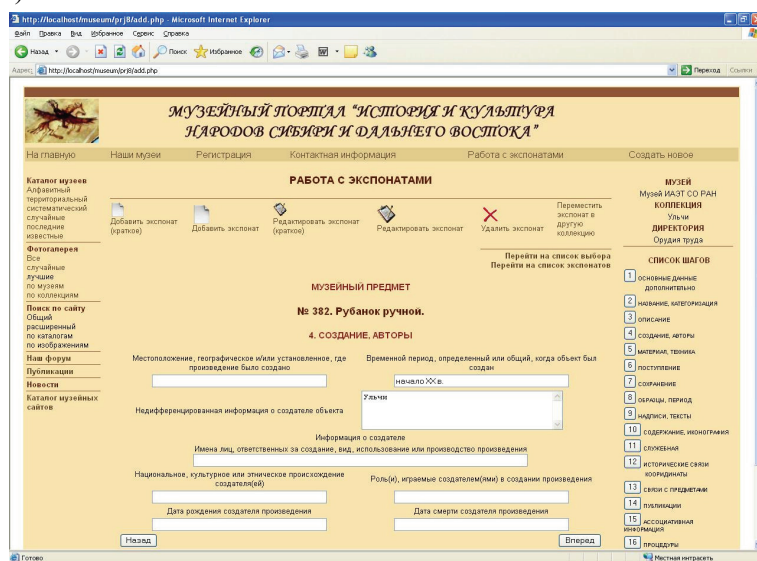 http://localhost/museum/prj8/add.php - Microsoft Internet Explorer
Файл Правка Вид Избранное Сервис Справка
Назад Поиск Избранное
Адрес: http://localhost/museum/prj8/add.php Переход Ссылки
МУЗЕЙНЫЙ ПОРТАЛ "ИСТОРИЯ И КУЛЬТУРА
НАРОДОВ СИБИРИ И ДАЛЬНЕГО ВОСТОКА"
На главную Наши музеи Регистрация Контактная информация Работа с экспонатами Создать новое
Каталог музеев
Алфавитный
территориальный
систематический
случайные
последние
известные
Фотогалерея
Все
случайные
лучшие
по музеям
по коллекциям
Поиск по сайту
Общий
расширенный
по каталогам
по изображениям
Наш форум
Публикации
Новости
Каталог музейных
сайтов
РАБОТА С ЭКСПОНАТАМИ
Добавить экспонат
(краткое)
Добавить экспонат
Редактировать экспонат
(краткое)
Редактировать экспонат
Удалить экспонат
Переместить
экспонат в
другую
коллекцию
Перейти на список выбора
Перейти на список экспонатов
МУЗЕЙНЫЙ ПРЕДМЕТ
№ 382. Рубанок ручной.
4. СОЗДАНИЕ, АВТОРЫ
Местоположение, географическое и/или установленное, где
произведение было создано
Временной период, определенный или общий, когда объект был
создан
начало XX в.
Недифференцированная информация о создателе объекта
Ульчи
Информация о создателе
Имена лиц, ответственных за создание, вид, использование или производство произведения
Национальное, культурное или этническое происхождение
создателя(ей)
Роль(и), играемые создателем(ями) в создании произведения
Дата рождения создателя произведения
Дата смерти создателя произведения
Назад
Вперед
МУЗЕЙ
Музей ИАЭТ СО РАН
КОЛЛЕКЦИЯ
Ульчи
ДИРЕКТОРИЯ
Орудия труда
СПИСОК ШАГОВ
1 ОСНОВНЫЕ ДАННЫЕ
ДОПОЛНИТЕЛЬНО
2 НАЗВАНИЕ, КАТЕГОРИЗАЦИЯ
3 ОПИСАНИЕ
4 СОЗДАНИЕ, АВТОРЫ
5 МАТЕРИАЛ, ТЕХНИКА
6 ПОСТУПЛЕНИЕ
7 СОХРАНЕНИЕ
8 ОБРАЗЦЫ, ПЕРИОД
9 НАДПИСИ, ТЕКСТЫ
10 СОДЕРЖАНИЕ, ИКОНОГРАФИЯ
11 СЛУЖЕБНАЯ
12 ИСТОРИЧЕСКИЕ СВЯЗИ
КООРДИНАТЫ
13 СВЯЗИ С ПРЕДМЕТАМИ
14 ПУБЛИКАЦИИ
15 АССОЦИАТИВНАЯ
ИНФОРМАЦИЯ
16 ПРОЦЕДУРЫ
Готово Местная интрасеть